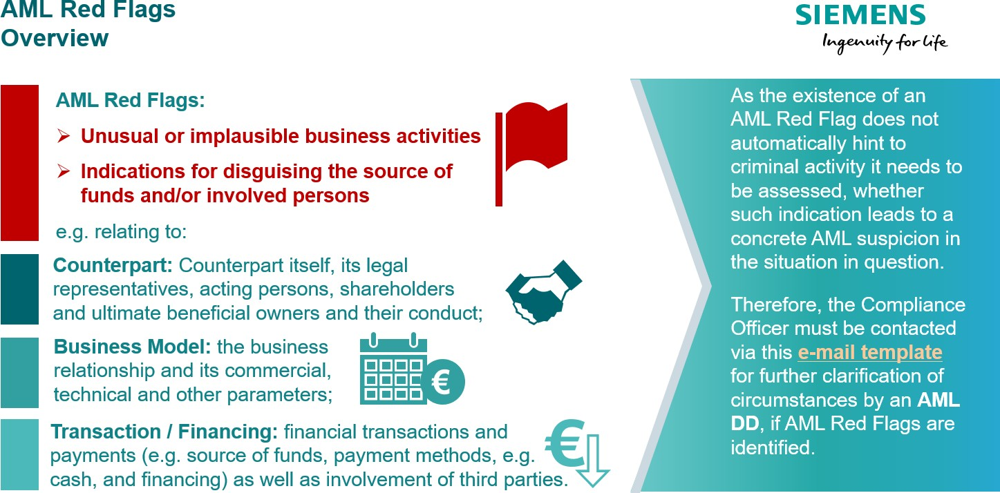 AML Red Flags
Overview
SIEMENS
Ingenuity for life
AML Red Flags:
➢ Unusual or implausible business activities
➢ Indications for disguising the source of
funds and/or involved persons
e.g. relating to:
Counterpart: Counterpart itself, its legal
representatives, acting persons, shareholders
and ultimate beneficial owners and their conduct;
Business Model: the business
relationship and its commercial,
technical and other parameters;
€
Transaction / Financing: financial transactions and
payments (e.g. source of funds, payment methods, e.g.
cash, and financing) as well as involvement of third parties.
€
As the existence of an
AML Red Flag does not
automatically hint to
criminal activity it needs to
be assessed, whether
such indication leads to a
concrete AML suspicion in
the situation in question.
Therefore, the Compliance
Officer must be contacted
via this e-mail template
for further clarification of
circumstances by an AML
DD, if AML Red Flags are
identified.